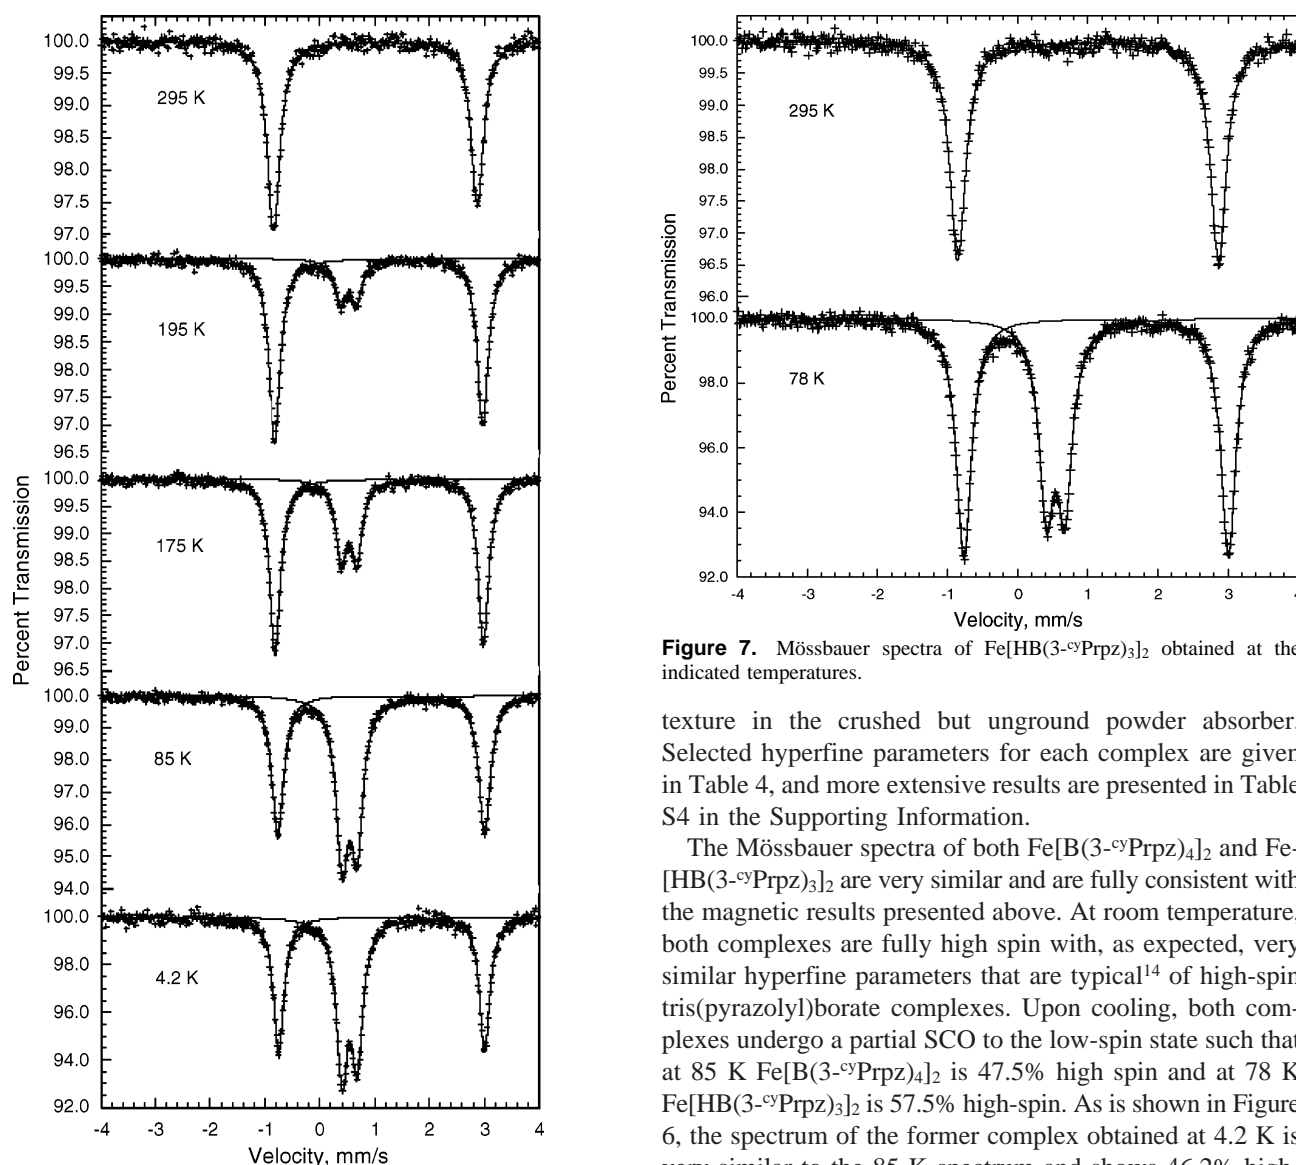 100.0
99.5
99.0
98.5
98.0
97.5
97.0
295 K
100.0
99.5
99.0
98.5
98.0
97.5
97.0
96.5
195 K
100.0
99.5
99.0
98.5
98.0
97.5
97.0
96.5
175 K
100.0
99.0
98.0
97.0
96.0
95.0
94.0
85 K
100.0
98.0
96.0
94.0
92.0
4.2 K
-4 -3 -2 -1 0 1 2 3 4
Velocity, mm/s
Percent Transmission
100.0
99.5
99.0
98.5
98.0
97.5
97.0
96.5
96.0
295 K
100.0
98.0
96.0
94.0
92.0
78 K
-4 -3 -2 -1 0 1 2 3 4
Velocity, mm/s
Percent Transmission
Figure 7. Mössbauer spectra of Fe[HB(3-ᶜʸPrpz)₃]₂ obtained at the
indicated temperatures.
texture in the crushed but unground powder absorber.
Selected hyperfine parameters for each complex are given
in Table 4, and more extensive results are presented in Table
S4 in the Supporting Information.
The Mössbauer spectra of both Fe[B(3-ᶜʸPrpz)₄]₂ and Fe-
[HB(3-ᶜʸPrpz)₃]₂ are very similar and are fully consistent with
the magnetic results presented above. At room temperature,
both complexes are fully high spin with, as expected, very
similar hyperfine parameters that are typical¹⁴ of high-spin
tris(pyrazolyl)borate complexes. Upon cooling, both com-
plexes undergo a partial SCO to the low-spin state such that
at 85 K Fe[B(3-ᶜʸPrpz)₄]₂ is 47.5% high spin and at 78 K
Fe[HB(3-ᶜʸPrpz)₃]₂ is 57.5% high-spin. As is shown in Figure
6, the spectrum of the former complex obtained at 4.2 K is
very similar to the 85 K spectrum and shows 46.2% high-